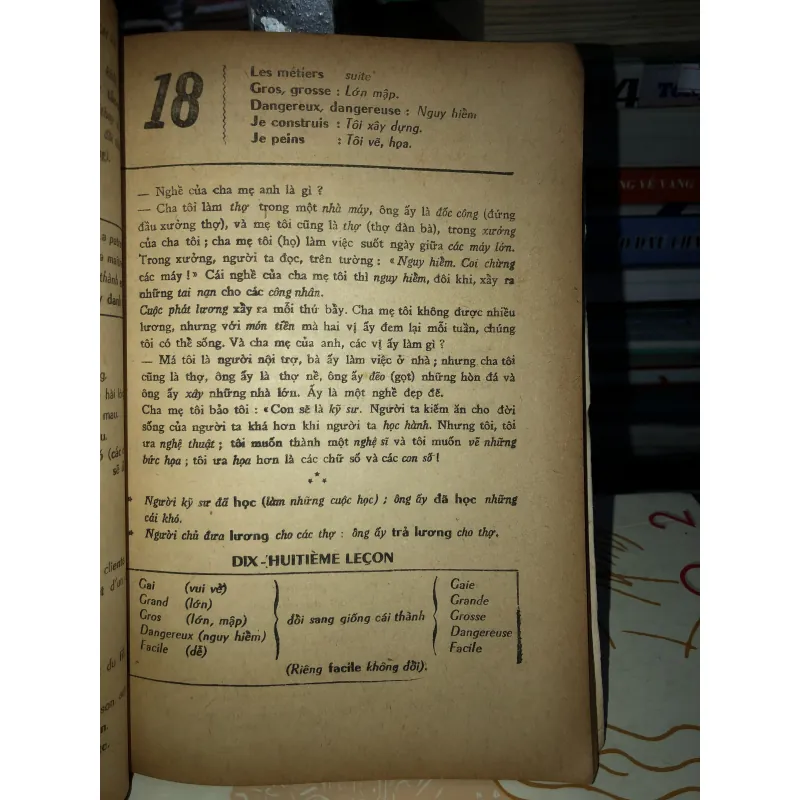 18
Les métiers suite
Gros, grosse : Lớn mập.
Dangereux, dangereuse : Nguy hiểm
Je construis : Tôi xây dựng.
Je peins : Tôi vẽ, họa.
— Nghề của cha mẹ anh là gì ?
— Cha tôi làm thợ trong một nhà máy, ông ấy là đốc công (đứng
đầu xưởng thợ), và mẹ tôi cũng là thợ (thợ đàn bà), trong xưởng
của cha tôi ; cha mẹ tôi (họ) làm việc suốt ngày giữa các máy lớn.
Trong xưởng, người ta đọc, trên tường : «Nguy hiểm. Coi chừng
các máy !» Cái nghề của cha mẹ tôi thì nguy hiểm, đôi khi, xẩy ra
những tai nạn cho các công nhân.
Cuộc phát lương xẩy ra mỗi thứ bẩy. Cha mẹ tôi không được nhiều
lương, nhưng với món tiền mà hai vị ấy đem lại mỗi tuần, chúng
tôi có thể sống. Và cha mẹ của anh, các vị ấy làm gì ?
— Má tôi là người nội trợ, bà ấy làm việc ở nhà ; nhưng cha tôi
cũng là thợ, ông ấy là thợ nề, ông ấy đẽo (gọt) những hòn đá và
ông ấy xây những nhà lớn. Ấy là một nghề đẹp đẽ.
Cha mẹ tôi bảo tôi : «Con sẽ là kỹ sư. Người ta kiếm ăn cho đời
sống của người ta khá hơn khi người ta học hành. Nhưng tôi, tôi
ưa nghệ thuật ; tôi muốn thành một nghệ sĩ và tôi muốn vẽ những
bức họa ; tôi ưa họa hơn là các chữ số và các con số !
* * *
* Người kỹ sư đã học (làm những cuộc học) ; ông ấy đã học những
cái khó.
* Người chủ đưa lương cho các thợ : ông ấy trả lương cho thợ.
DIX-HUITIÈME LEÇON
Gai (vui vẻ) Gaie
Grand (lớn) Grande
Gros (lớn, mập) đổi sang giống cái thành Grosse
Dangereux (nguy hiểm) Dangereuse
Facile (dễ) Facile
(Riêng facile không đổi).